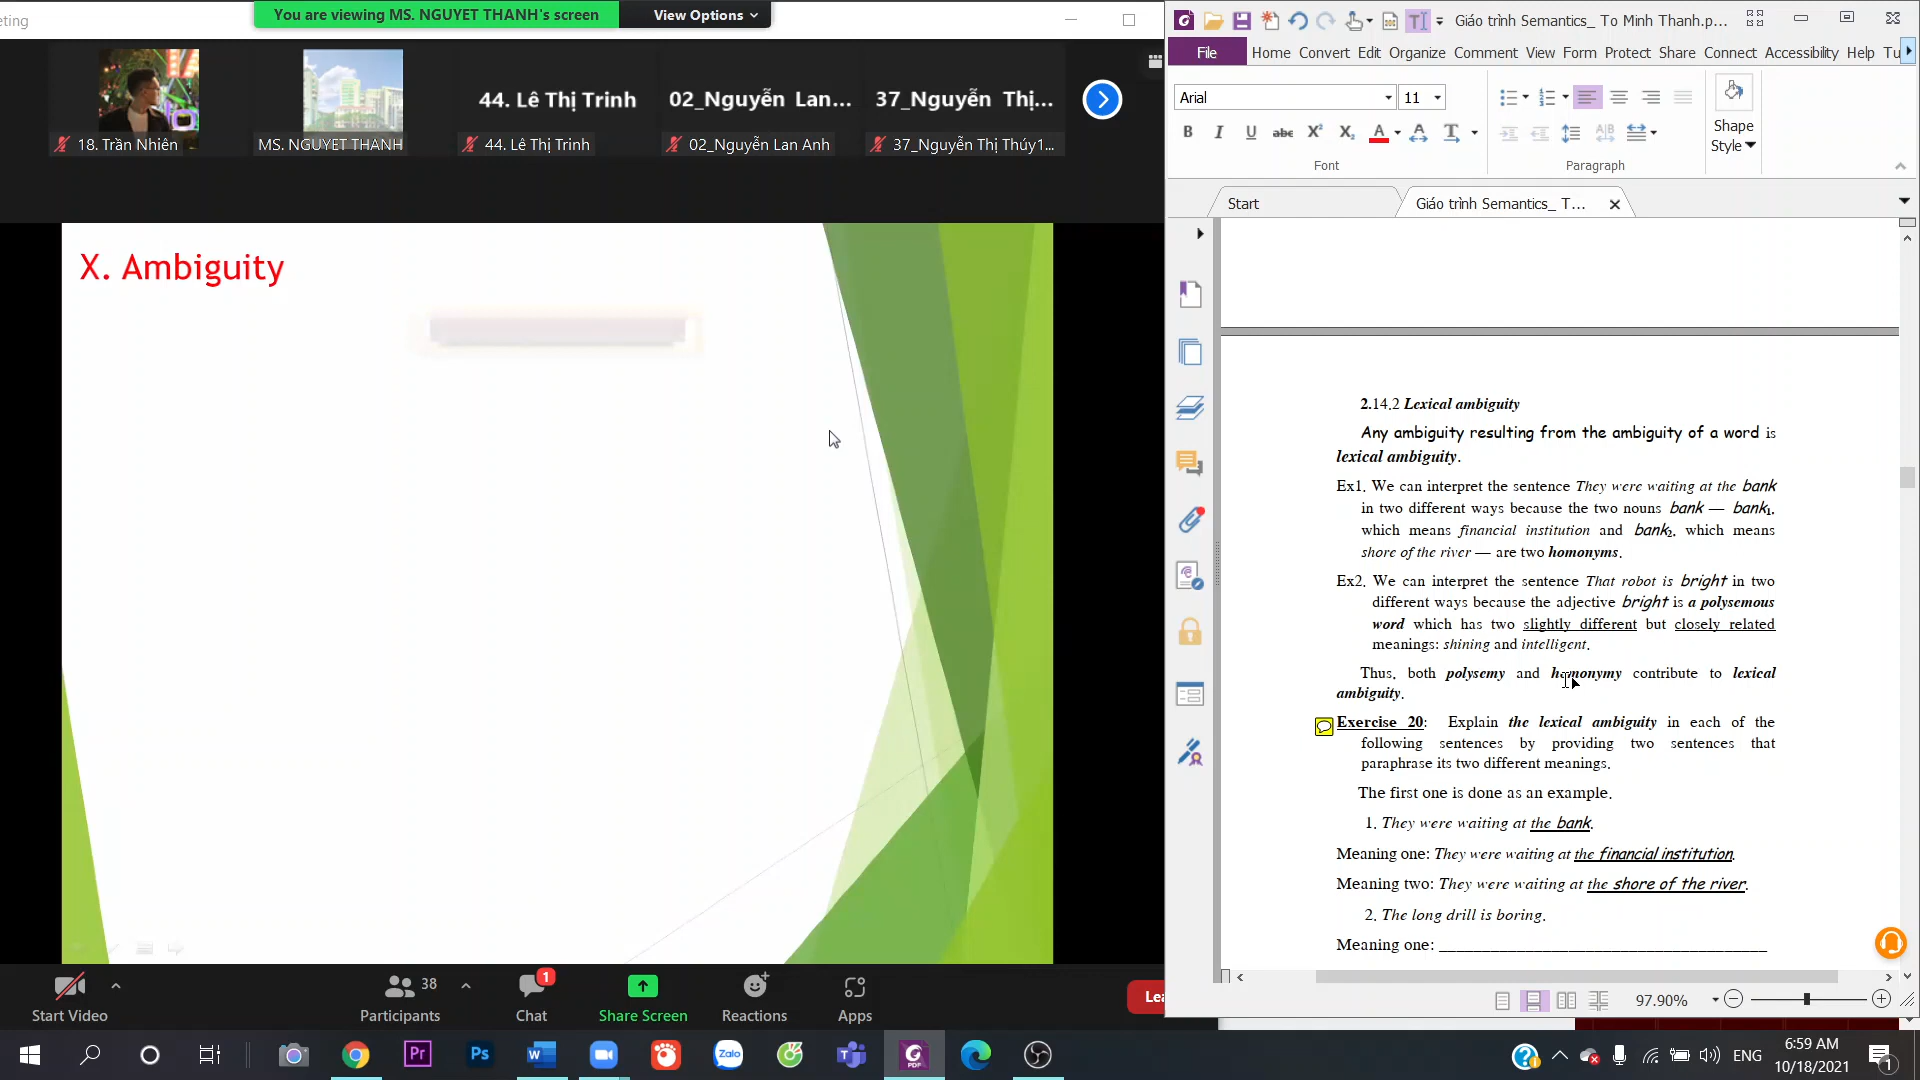 eting
You are viewing MS. NGUYET THANH's screen
View Options
18. Trần Nhiên
MS. NGUYET THANH
44. Lê Thị Trinh
44. Lê Thị Trinh
02_Nguyễn Lan...
02_Nguyễn Lan Anh
37_Nguyễn Thị...
37_Nguyễn Thị Thúy1...
X. Ambiguity
Start Video
38
Participants
1
Chat
Share Screen
Reactions
Apps
Lea
Giáo trình Semantics_ To Minh Thanh.p...
File Home Convert Edit Organize Comment View Form Protect Share Connect Accessibility Help Tu
Arial 11
Font
Paragraph
Shape
Style
Start
Giáo trình Semantics_ T...
2.14.2 Lexical ambiguity
Any ambiguity resulting from the ambiguity of a word is
lexical ambiguity.
Ex1. We can interpret the sentence They were waiting at the bank
in two different ways because the two nouns bank — bank₁,
which means financial institution and bank₂, which means
shore of the river — are two homonyms.
Ex2. We can interpret the sentence That robot is bright in two
different ways because the adjective bright is a polysemous
word which has two slightly different but closely related
meanings: shining and intelligent.
Thus, both polysemy and homonymy contribute to lexical
ambiguity.
Exercise 20: Explain the lexical ambiguity in each of the
following sentences by providing two sentences that
paraphrase its two different meanings.
The first one is done as an example.
1. They were waiting at the bank.
Meaning one: They were waiting at the financial institution.
Meaning two: They were waiting at the shore of the river.
2. The long drill is boring.
Meaning one: ______________________________________
97.90%
Pr
Ps
Zalo
PDF
ENG
6:59 AM
10/18/2021
1